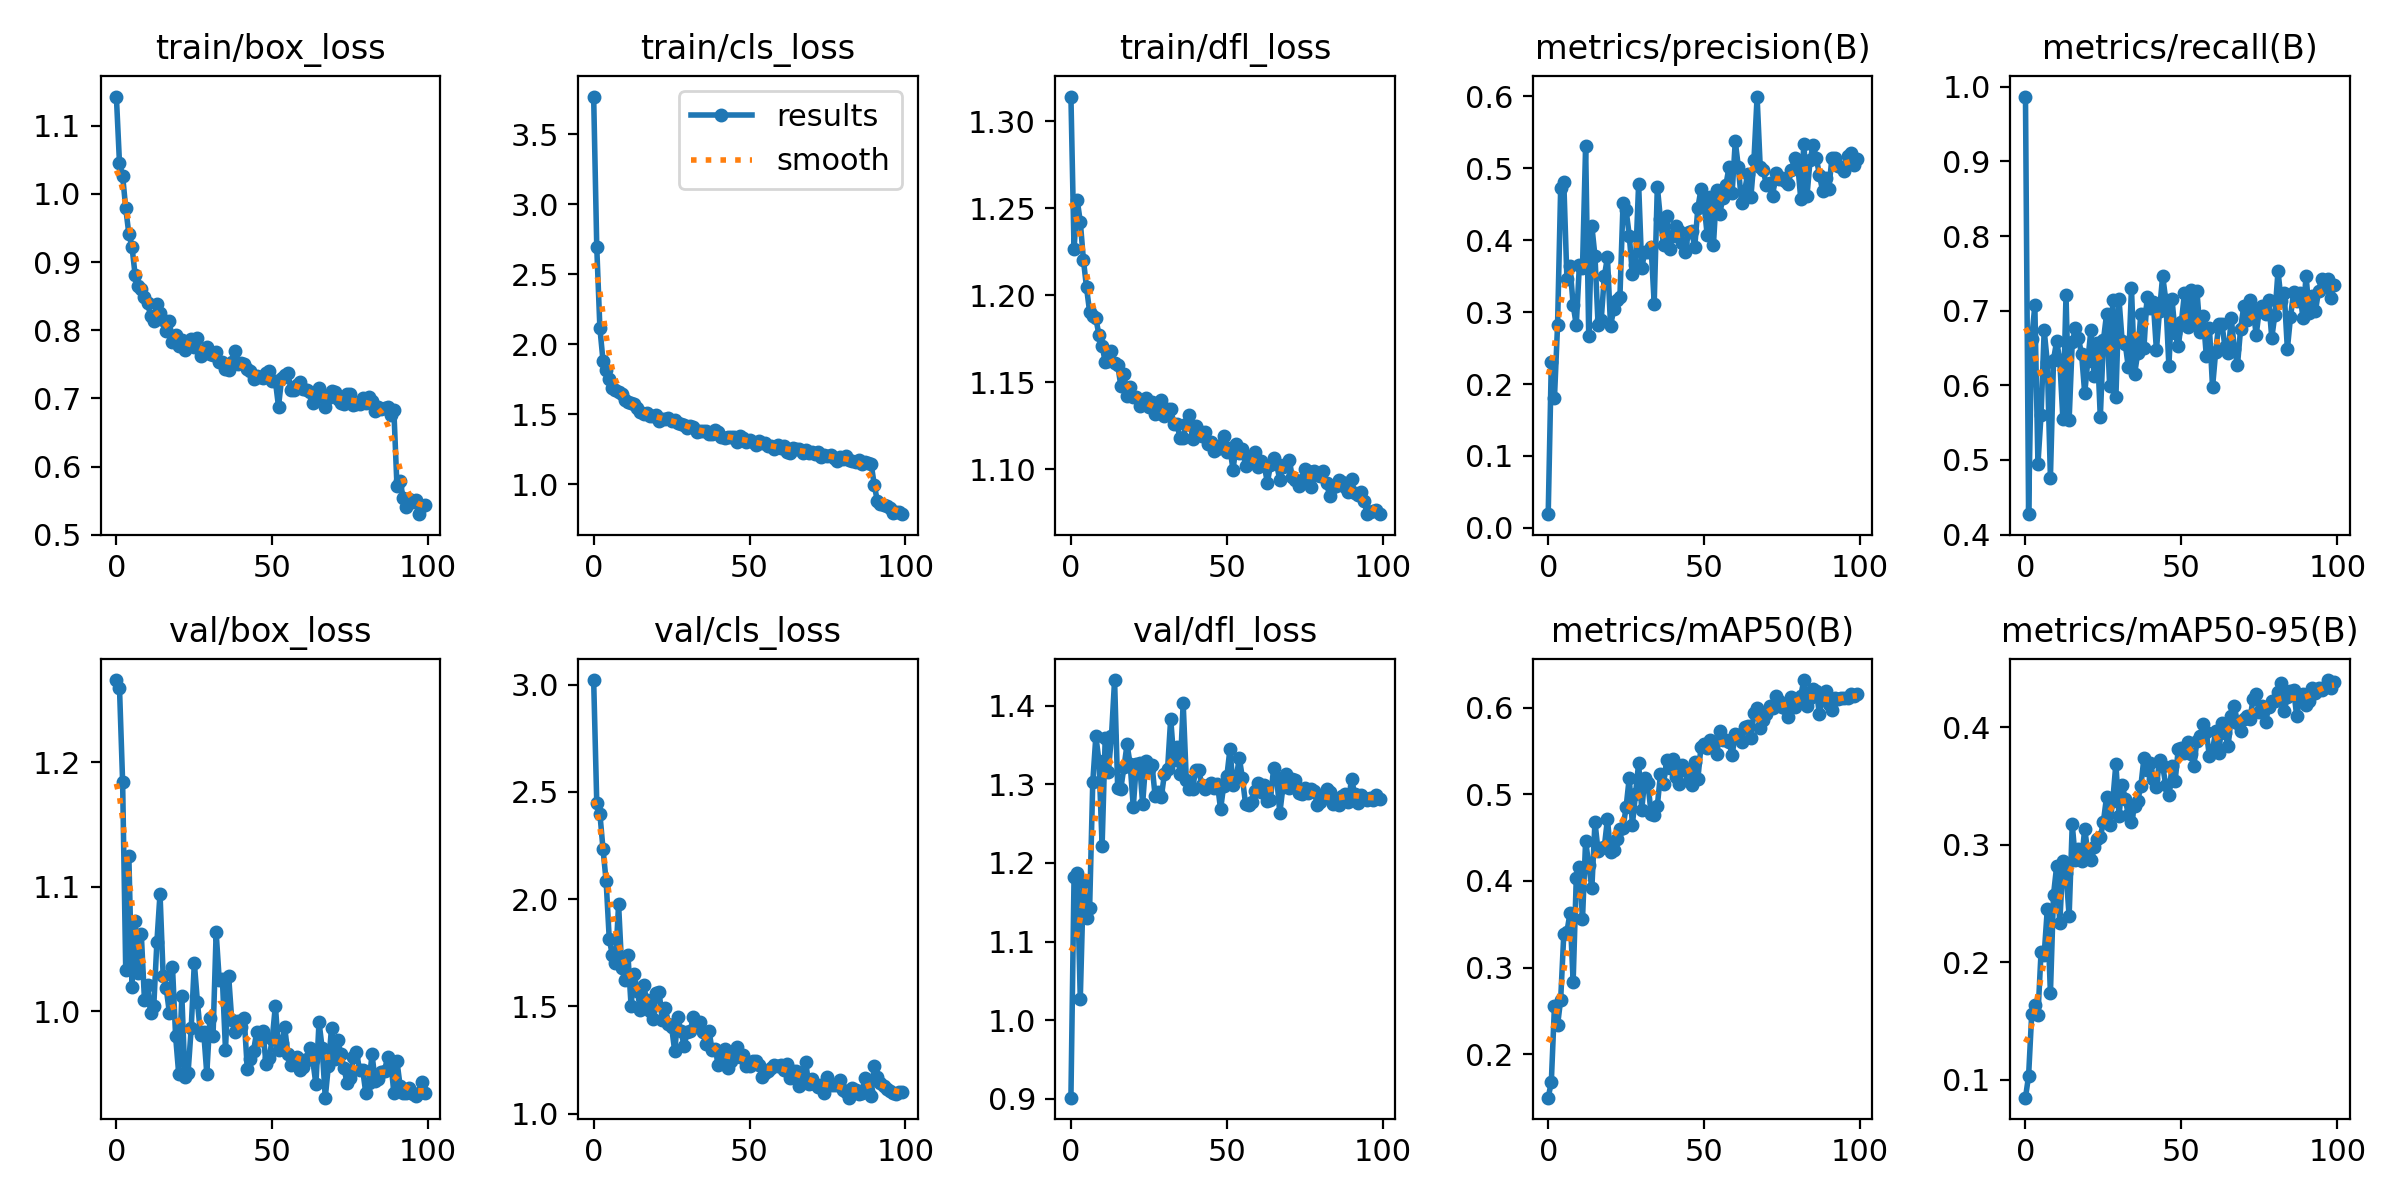 train/box_loss
train/cls_loss
train/dfl_loss
metrics/precision(B)
metrics/recall(B)
1.1
1.0
0.9
0.8
0.7
0.6
0.5
0 50 100
3.5
3.0
2.5
2.0
1.5
1.0
0 50 100
results
smooth
1.30
1.25
1.20
1.15
1.10
0 50 100
0.6
0.5
0.4
0.3
0.2
0.1
0.0
0 50 100
1.0
0.9
0.8
0.7
0.6
0.5
0.4
0 50 100
val/box_loss
val/cls_loss
val/dfl_loss
metrics/mAP50(B)
metrics/mAP50-95(B)
1.2
1.1
1.0
0 50 100
3.0
2.5
2.0
1.5
1.0
0 50 100
1.4
1.3
1.2
1.1
1.0
0.9
0 50 100
0.6
0.5
0.4
0.3
0.2
0 50 100
0.4
0.3
0.2
0.1
0 50 100